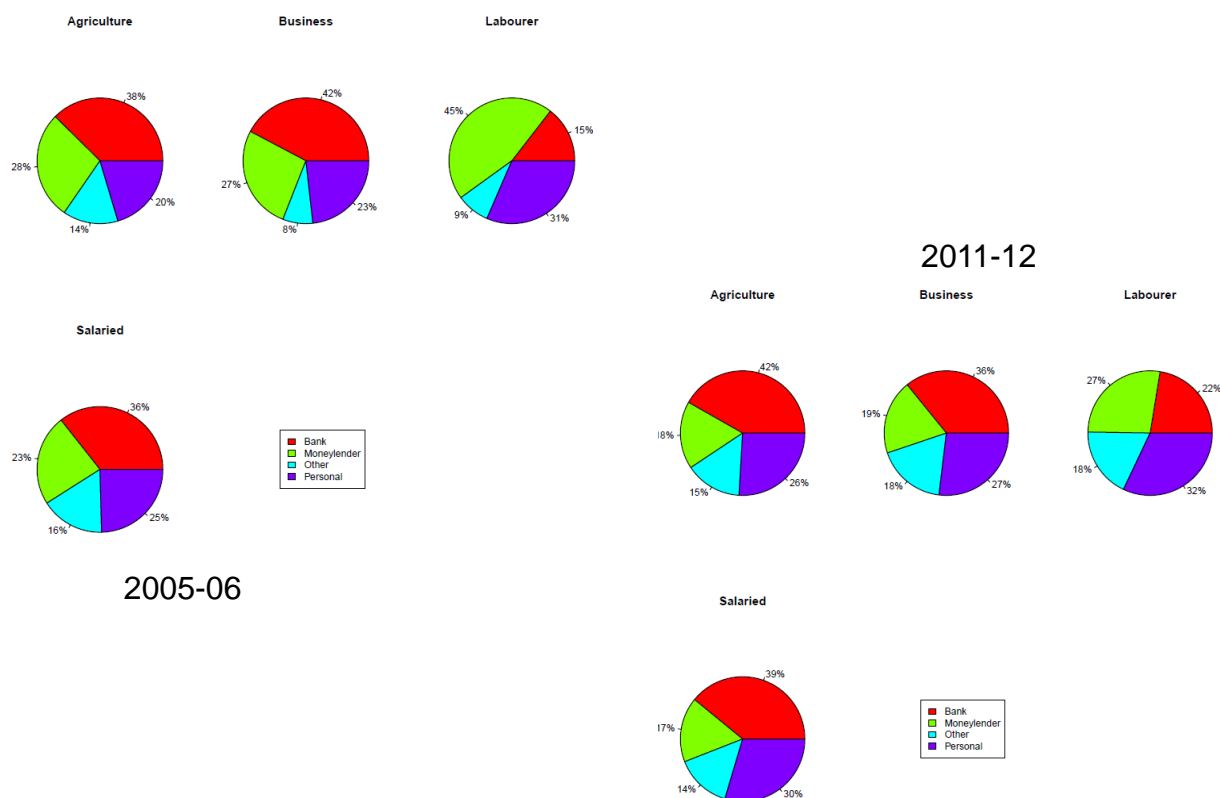 Agriculture
Business
Labourer
38%
28%
14%
20%
42%
27%
8%
23%
45%
15%
9%
31%
Salaried
36%
23%
16%
25%
Bank
Moneylender
Other
Personal
2005-06
2011-12
Agriculture
Business
Labourer
42%
18%
15%
26%
36%
19%
18%
27%
27%
22%
18%
32%
Salaried
39%
17%
14%
30%
Bank
Moneylender
Other
Personal